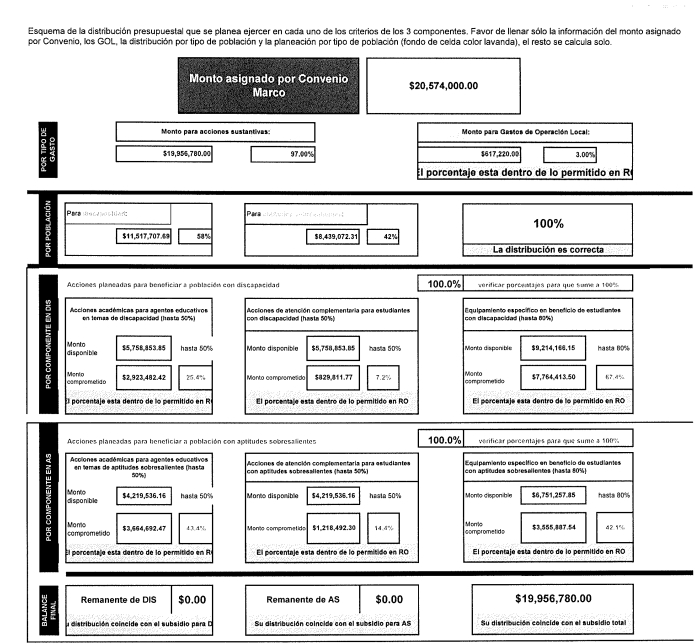 Esquema de la distribución presupuestal que se planea ejercer en cada uno de los criterios de los 3 componentes. Favor de llenar sólo la información del monto asignado
por Convenio, los GOL, la distribución por tipo de población y la planeación por tipo de población (fondo de celda color lavanda), el resto se calcula solo.
Monto asignado por Convenio
Marco
$20,574,000.00
POR TIPO DE
GASTO
Monto para acciones sustantivas:
$19,956,780.00
97.00%
Monto para Gastos de Operación Local:
$617,220.00
3.00%
El porcentaje esta dentro de lo permitido en RO
POR POBLACIÓN
Para
$11,517,707.69
58%
Para
$8,439,072.31
42%
100%
La distribución es correcta
POR COMPONENTE EN DIS
Acciones planeadas para beneficiar a población con discapacidad
100.0%
verificar porcentajes para que sume a 100%
Acciones académicas para agentes educativos
en temas de discapacidad (hasta 50%)
Monto
disponible
$5,758,853.85
hasta 50%
Monto
comprometido
$2,923,482.42
25.4%
El porcentaje esta dentro de lo permitido en R
Acciones de atención complementaria para estudiantes
con discapacidad (hasta 50%)
Monto disponible
$5,758,853.85
hasta 50%
Monto comprometido
$829,811.77
7.2%
El porcentaje esta dentro de lo permitido en RO
Equipamiento específico en beneficio de estudiantes
con discapacidad (hasta 80%)
Monto disponible
$9,214,166.15
hasta 80%
Monto
comprometido
$7,764,413.50
67.4%
El porcentaje esta dentro de lo permitido en RO
POR COMPONENTE EN AS
Acciones planeadas para beneficiar a población con aptitudes sobresalientes
100.0%
verificar porcentajes para que sume a 100%
Acciones académicas para agentes educativos
en temas de aptitudes sobresalientes (hasta
50%)
Monto
disponible
$4,219,536.16
hasta 50%
Monto
comprometido
$3,664,692.47
43.4%
El porcentaje esta dentro de lo permitido en R
Acciones de atención complementaria para estudiantes
con aptitudes sobresalientes (hasta 50%)
Monto disponible
$4,219,536.16
hasta 50%
Monto comprometido
$1,218,492.30
14.4%
El porcentaje esta dentro de lo permitido en RO
Equipamiento específico en beneficio de estudiantes
con aptitudes sobresalientes (hasta 80%)
Monto disponible
$6,751,257.85
hasta 80%
Monto
comprometido
$3,555,887.54
42.1%
El porcentaje esta dentro de lo permitido en RO
BALANCE
FINAL
Remanente de DIS
$0.00
u distribución coincide con el subsidio para D
Remanente de AS
$0.00
Su distribución coincide con el subsidio para AS
$19,956,780.00
Su distribución coincide con el subsidio total